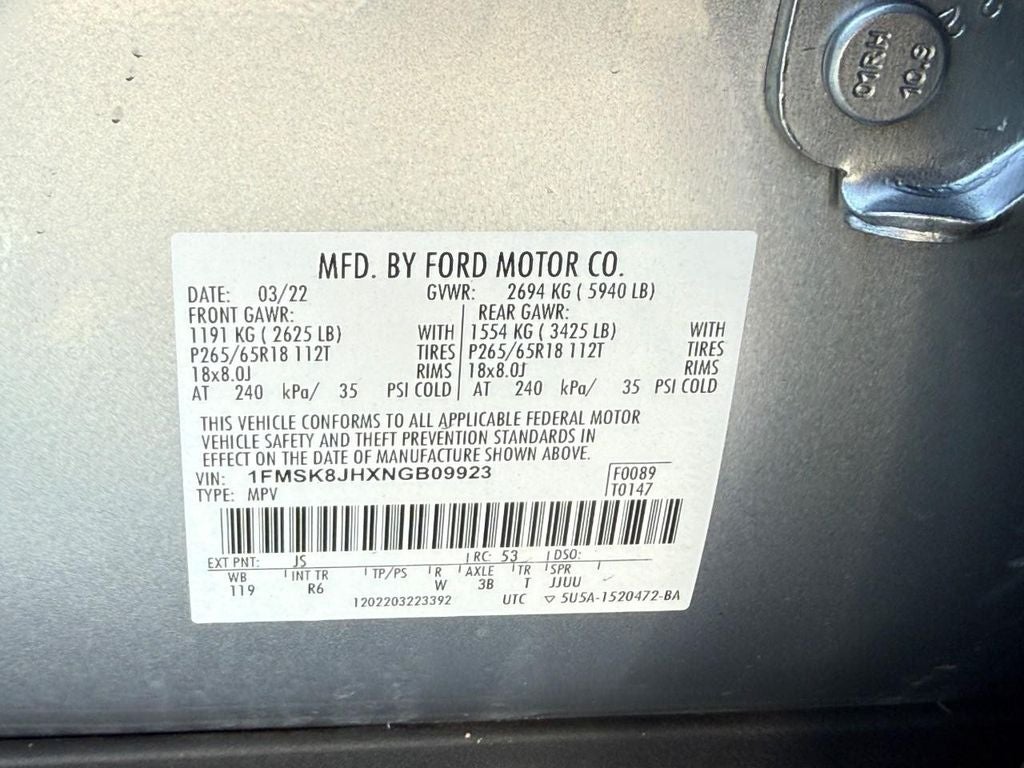 01RH
10.9
MFD. BY FORD MOTOR CO.
DATE: 03/22 GVWR: 2694 KG ( 5940 LB)
FRONT GAWR: REAR GAWR:
1191 KG ( 2625 LB) WITH 1554 KG ( 3425 LB) WITH
P265/65R18 112T TIRES P265/65R18 112T TIRES
18x8.0J RIMS 18x8.0J RIMS
AT 240 kPa/ 35 PSI COLD AT 240 kPa/ 35 PSI COLD
THIS VEHICLE CONFORMS TO ALL APPLICABLE FEDERAL MOTOR
VEHICLE SAFETY AND THEFT PREVENTION STANDARDS IN
EFFECT ON THE DATE OF MANUFACTURE SHOWN ABOVE.
VIN: 1FMSK8JHXNGB09923 F0089
TYPE: MPV T0147
EXT PNT: JS RC: 53 DSO:
WB INT TR TP/PS R AXLE TR SPR
119 R6 W 3B T JJUU
1202203223392 UTC ▽ 5U5A-1520472-BA